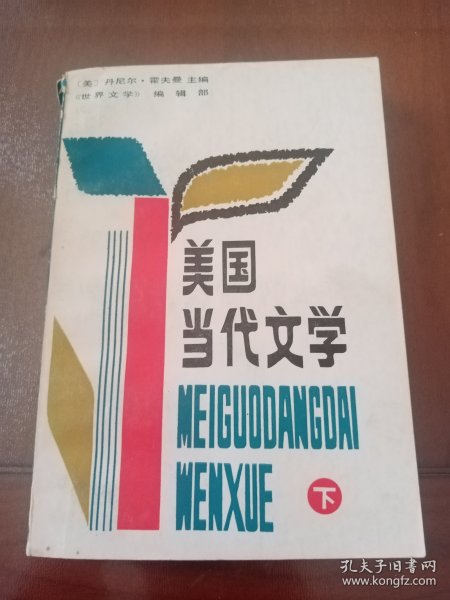 〔美〕丹尼尔·霍夫曼 主编
《世界文学》 编辑部
美国
当代文学
MEIGUODANGDAI
WENXUE 下
孔夫子旧书网
www.kongfz.com